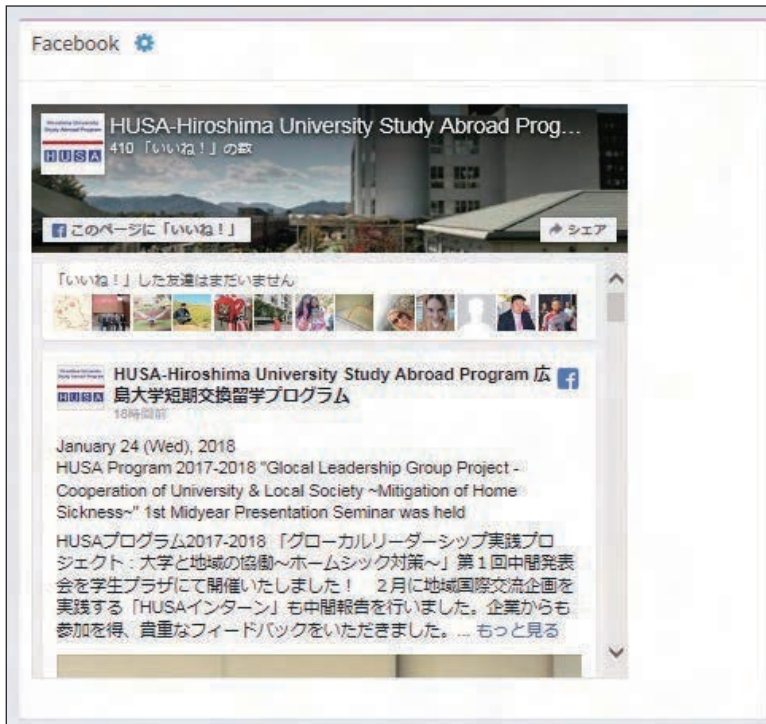 Facebook
Hiroshima University
Study Abroad Program
HUSA
HUSA-Hiroshima University Study Abroad Prog...
410 「いいね！」の数
このページに「いいね！」
シェア
「いいね！」した友達はまだいません
Hiroshima University
Study Abroad Program
HUSA
HUSA-Hiroshima University Study Abroad Program 広
島大学短期交換留学プログラム
18時間前
January 24 (Wed), 2018
HUSA Program 2017-2018 "Glocal Leadership Group Project -
Cooperation of University & Local Society ~Mitigation of Home
Sickness~" 1st Midyear Presentation Seminar was held
HUSAプログラム2017-2018 「グローカルリーダーシップ実践プロ
ジェクト：大学と地域の協働～ホームシック対策～」第１回中間発表
会を学生プラザにて開催いたしました！　２月に地域国際交流企画を
実践する「HUSAインターン」も中間報告を行いました。企業からも
参加を得、貴重なフィードバックをいただきました。... もっと見る